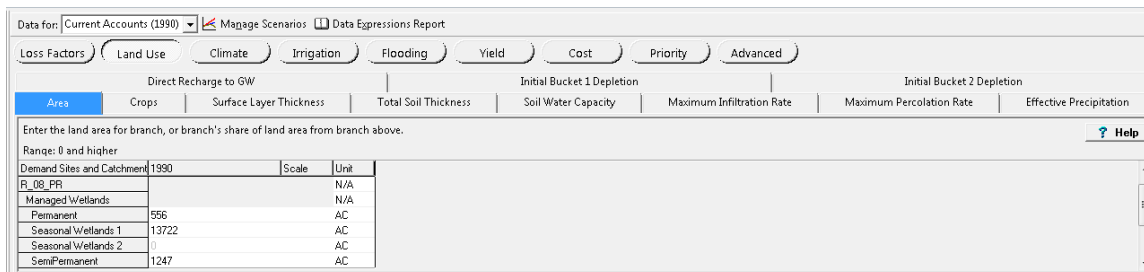 Data for: Current Accounts (1990) Manage Scenarios Data Expressions Report
Loss Factors Land Use Climate Irrigation Flooding Yield Cost Priority Advanced
Direct Recharge to GW Initial Bucket 1 Depletion Initial Bucket 2 Depletion
Area Crops Surface Layer Thickness Total Soil Thickness Soil Water Capacity Maximum Infiltration Rate Maximum Percolation Rate Effective Precipitation
Enter the land area for branch, or branch's share of land area from branch above.
? Help
Range: 0 and higher
Demand Sites and Catchment 1990 Scale Unit
R_08_PR N/A
Managed Wetlands N/A
Permanent 556 AC
Seasonal Wetlands 1 13722 AC
Seasonal Wetlands 2 0 AC
SemiPermanent 1247 AC